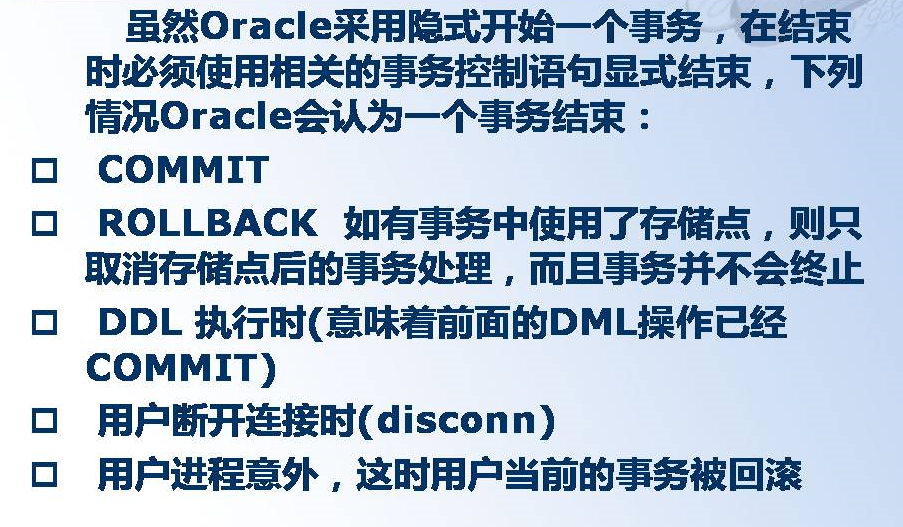 虽然Oracle采用隐式开始一个事务，在结束
时必须使用相关的事务控制语句显式结束，下列
情况Oracle会认为一个事务结束：
COMMIT
ROLLBACK 如有事务中使用了存储点，则只
取消存储点后的事务处理，而且事务并不会终止
DDL 执行时(意味着前面的DML操作已经
COMMIT)
用户断开连接时(disconn)
用户进程意外，这时用户当前的事务被回滚